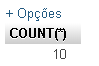 + Opções
COUNT(*)
10